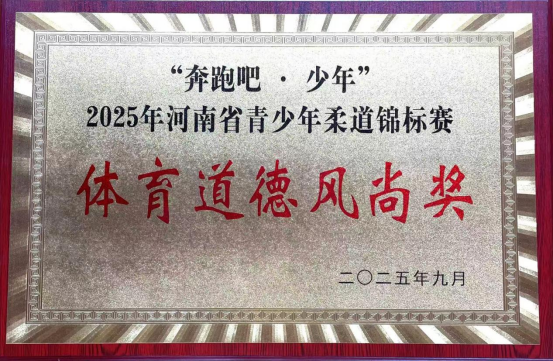 “奔跑吧 · 少年”
2025年河南省青少年柔道锦标赛
体育道德风尚奖
二〇二五年九月